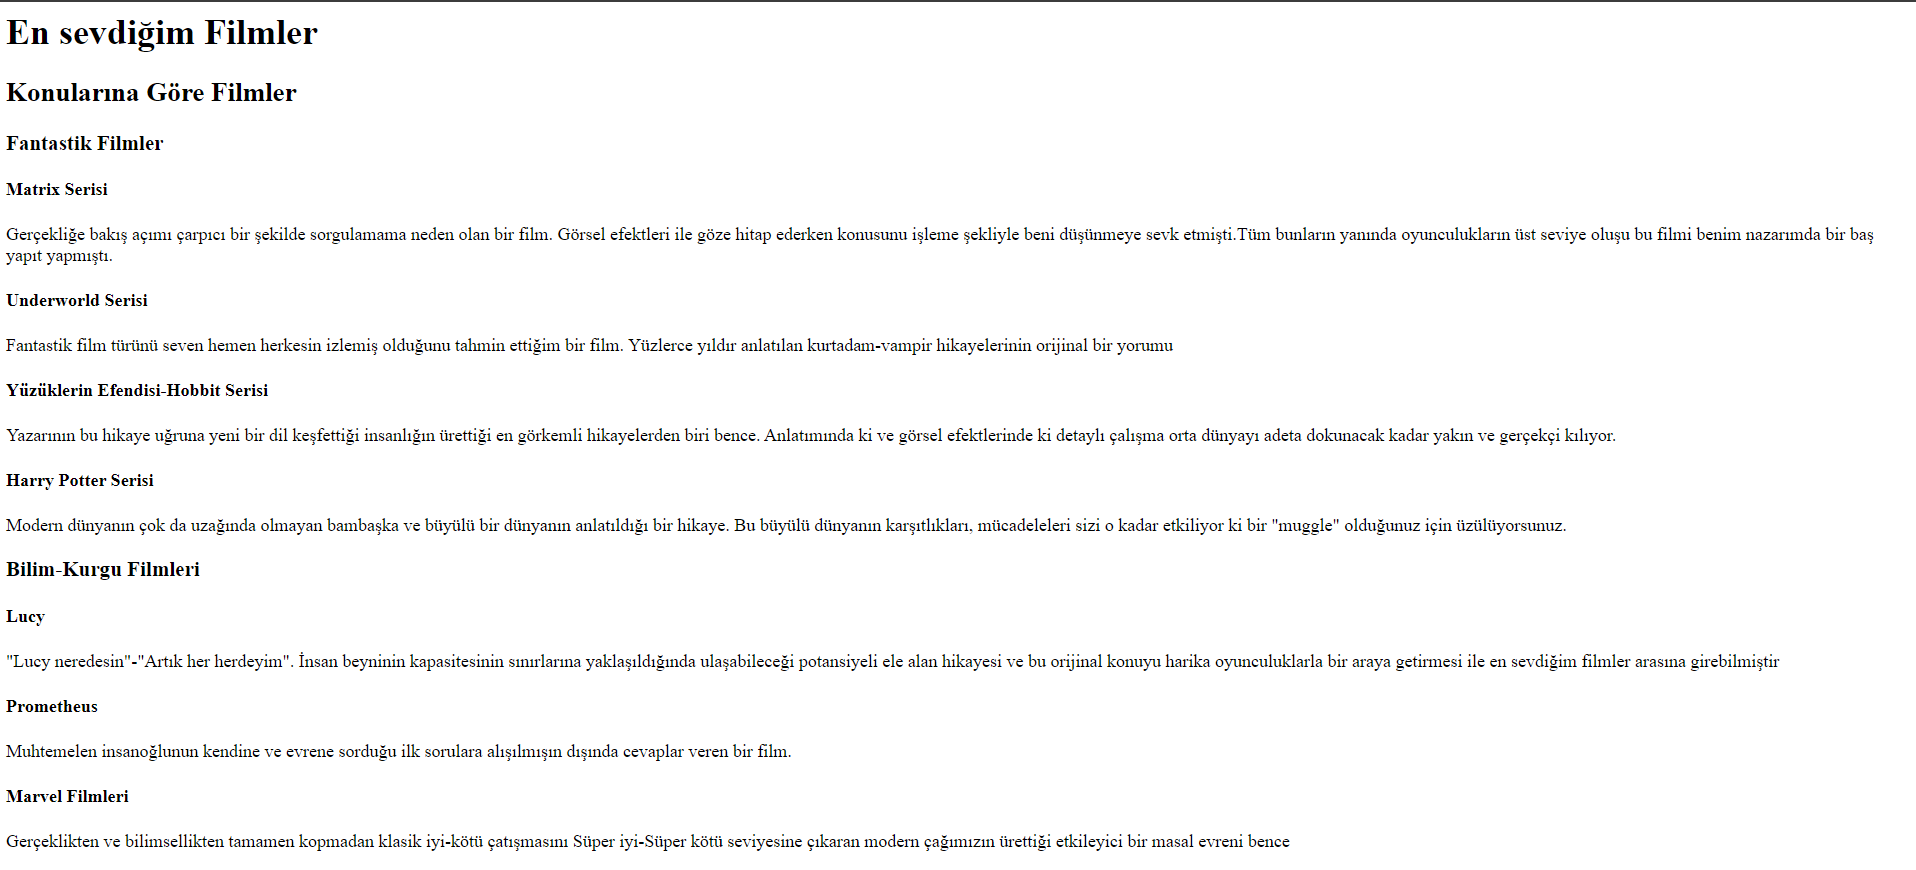 En sevdiğim Filmler
Konularına Göre Filmler
Fantastik Filmler
Matrix Serisi
Gerçekliğe bakış açımı çarpıcı bir şekilde sorgulamama neden olan bir film. Görsel efektleri ile göze hitap ederken konusunu işleme şekliyle beni düşünmeye sevk etmişti.Tüm bunların yanında oyunculukların üst seviye oluşu bu filmi benim nazarımda bir baş
yapıt yapmıştı.
Underworld Serisi
Fantastik film türünü seven hemen herkesin izlemiş olduğunu tahmin ettiğim bir film. Yüzlerce yıldır anlatılan kurtadam-vampir hikayelerinin orijinal bir yorumu
Yüzüklerin Efendisi-Hobbit Serisi
Yazarının bu hikaye uğruna yeni bir dil keşfettiği insanlığın ürettiği en görkemli hikayelerden biri bence. Anlatımında ki ve görsel efektlerinde ki detaylı çalışma orta dünyayı adeta dokunacak kadar yakın ve gerçekçi kılıyor.
Harry Potter Serisi
Modern dünyanın çok da uzağında olmayan bambaşka ve büyülü bir dünyanın anlatıldığı bir hikaye. Bu büyülü dünyanın karşıtlıkları, mücadeleleri sizi o kadar etkiliyor ki bir "muggle" olduğunuz için üzülüyorsunuz.
Bilim-Kurgu Filmleri
Lucy
"Lucy neredesin"-"Artık her herdeyim". İnsan beyninin kapasitesinin sınırlarına yaklaşıldığında ulaşabileceği potansiyeli ele alan hikayesi ve bu orijinal konuyu harika oyunculuklarla bir araya getirmesi ile en sevdiğim filmler arasına girebilmiştir
Prometheus
Muhtemelen insanoğlunun kendine ve evrene sorduğu ilk sorulara alışılmışın dışında cevaplar veren bir film.
Marvel Filmleri
Gerçeklikten ve bilimsellikten tamamen kopmadan klasik iyi-kötü çatışmasını Süper iyi-Süper kötü seviyesine çıkaran modern çağımızın ürettiği etkileyici bir masal evreni bence